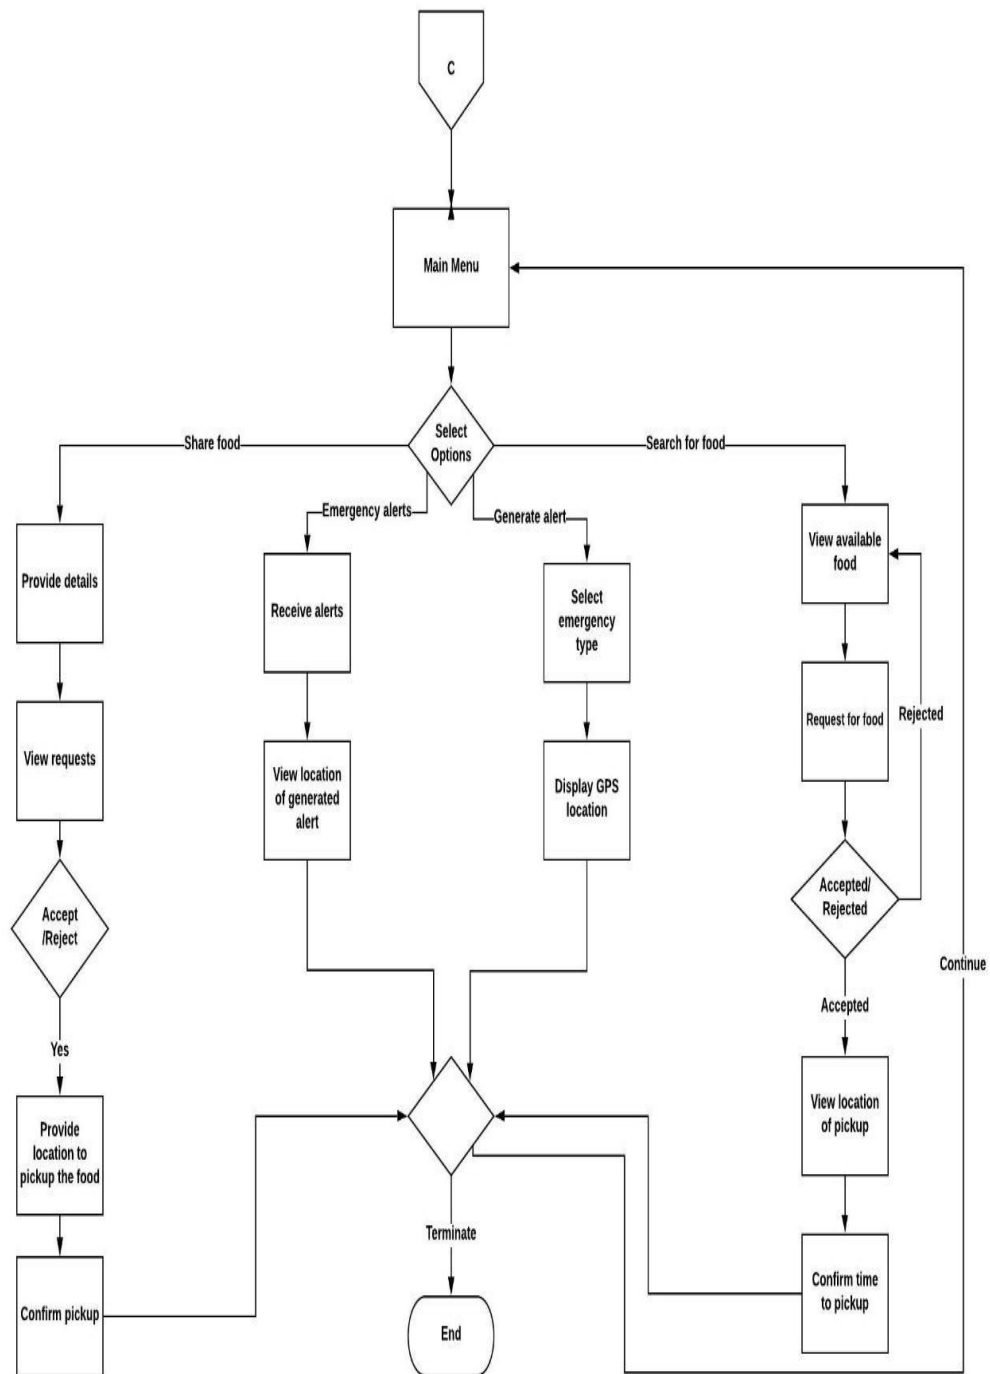 C
Main Menu
Select
Options
Share food
Search for food
Emergency alerts
Generate alert
Provide details
Receive alerts
Select
emergency
type
View available
food
View requests
View location
of generated
alert
Display GPS
location
Request for food
Rejected
Accept
/Reject
Accepted/
Rejected
Continue
Yes
Accepted
Provide
location to
pickup the food
View location
of pickup
Terminate
Confirm pickup
End
Confirm time
to pickup